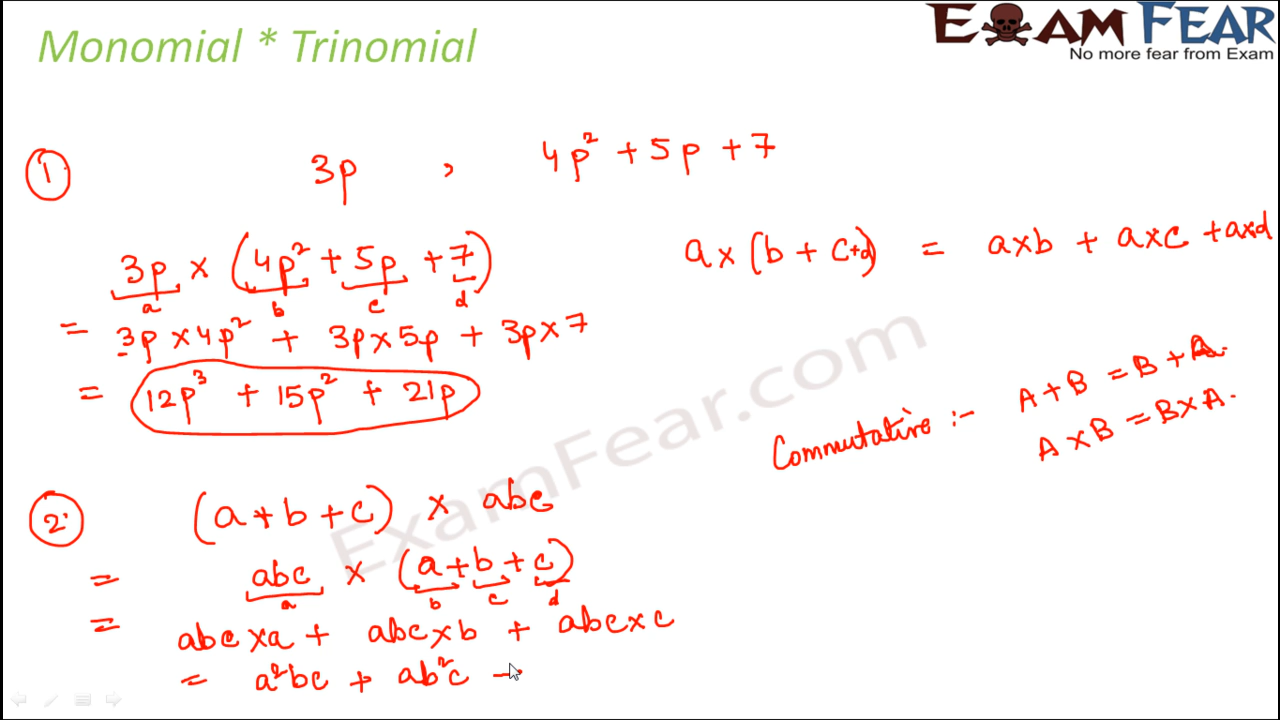 Monomial * Trinomial
EXAM FEAR
No more fear from Exam
① 3p , 4p² + 5p + 7
3p × (4p² + 5p + 7)
a b c d
a × (b + c+d) = a×b + a×c + a×d
= 3p × 4p² + 3p × 5p + 3p × 7
= 12p³ + 15p² + 21p
Commutative :- A + B = B + A.
A × B = B × A.
② (a + b + c) × abc
= abc × (a + b + c)
a b c d
= abc × a + abc × b + abc × c
= a²bc + ab²c -
ExamFear.com